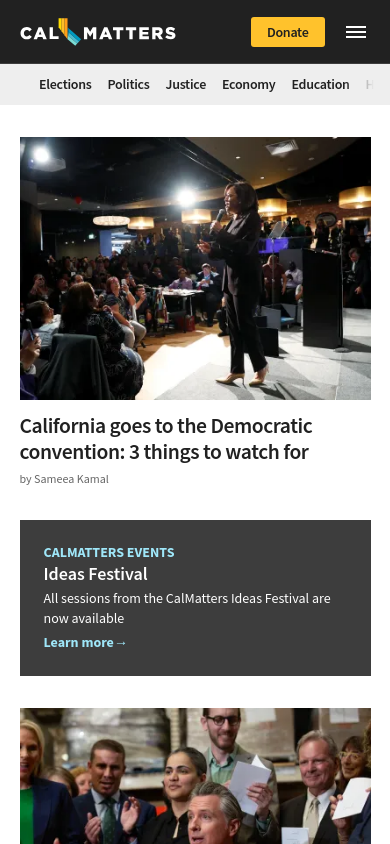 CALMATTERS
Donate
Elections Politics Justice Economy Education
California goes to the Democratic
convention: 3 things to watch for
by Sameea Kamal
CALMATTERS EVENTS
Ideas Festival
All sessions from the CalMatters Ideas Festival are
now available
Learn more→